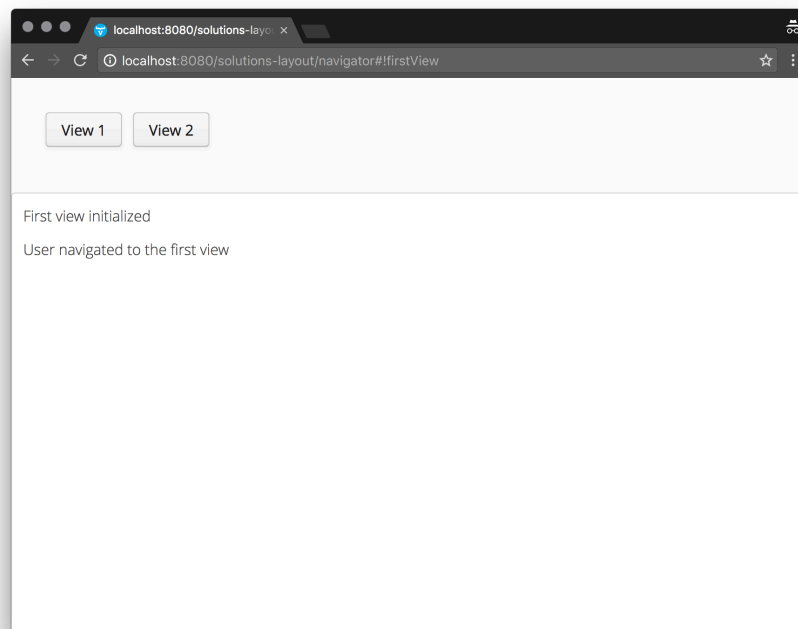 localhost:8080/solutions-layo
localhost:8080/solutions-layout/navigator#!firstView
View 1
View 2
First view initialized
User navigated to the first view